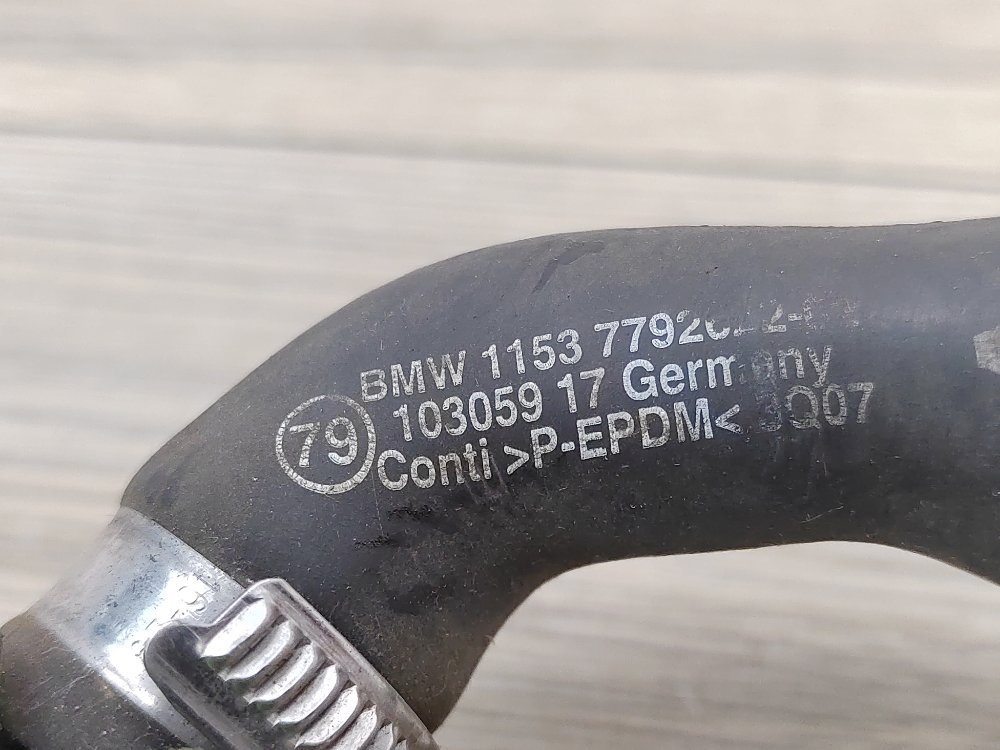 BMW 1153
103059 17 Germany
79
Conti >P-EPDM< 3Q07